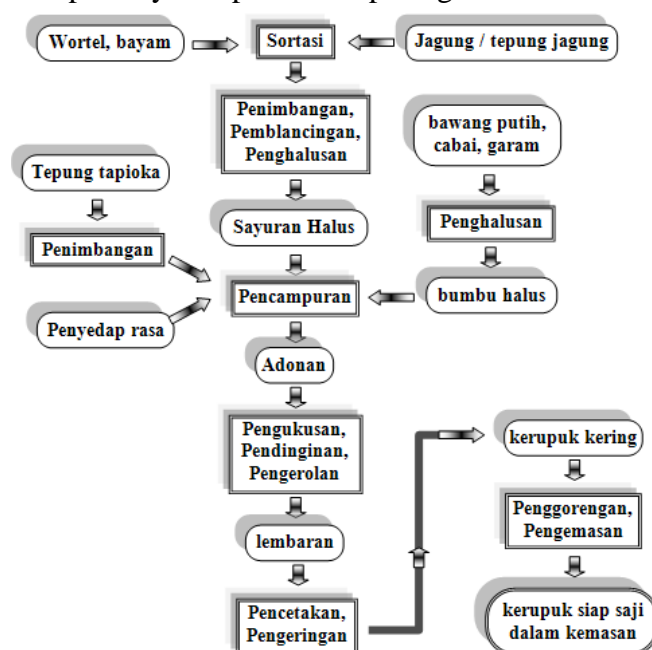 Wortel, bayam
Sortasi
Jagung / tepung jagung
Penimbangan,
Pemblancingan,
Penghalusan
bawang putih,
cabai, garam
Tepung tapioka
Sayuran Halus
Penghalusan
Penimbangan
Pencampuran
bumbu halus
Penyedap rasa
Adonan
Pengukusan,
Pendinginan,
Pengerolan
kerupuk kering
lembaran
Penggorengan,
Pengemasan
Pencetakan,
Pengeringan
kerupuk siap saji
dalam kemasan